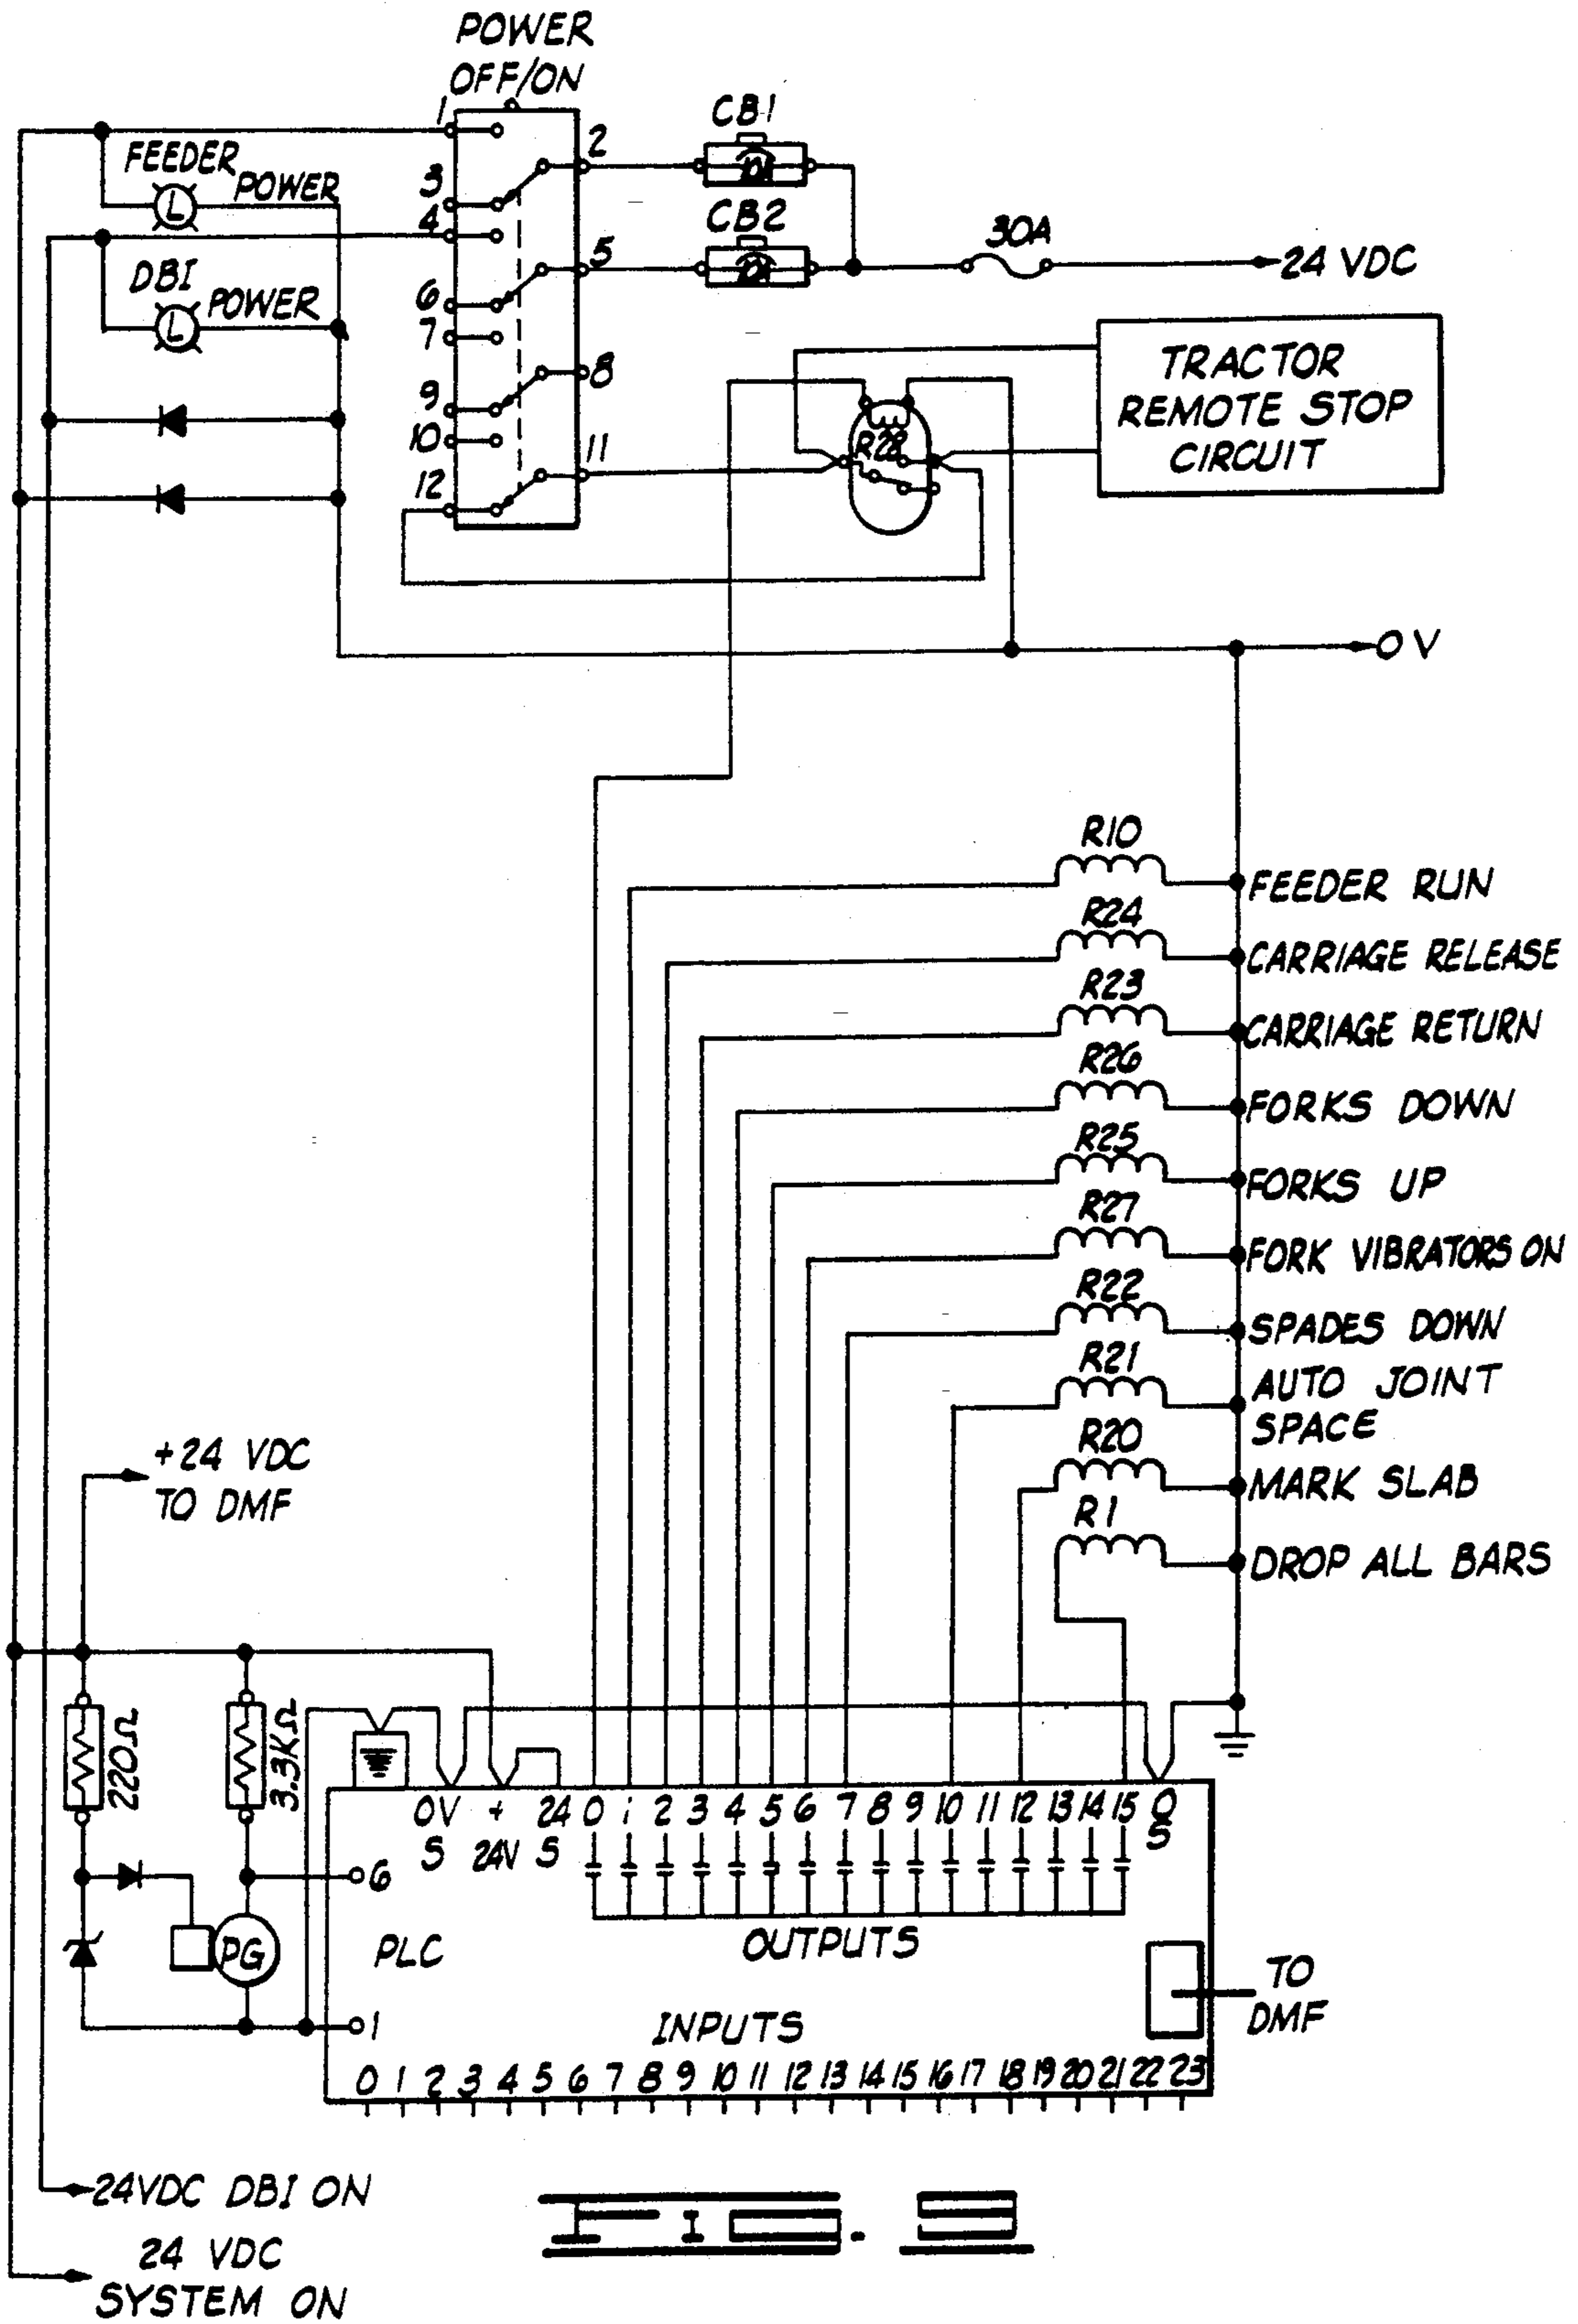 POWER
OFF/ON
1
2
3
4
5
6
7
8
9
10
11
12
FEEDER
POWER
L
DBI
POWER
L
CB1
CB2
30A
24 VDC
TRACTOR
REMOTE STOP
CIRCUIT
R28
0 V
R10
FEEDER RUN
R24
CARRIAGE RELEASE
R23
CARRIAGE RETURN
R26
FORKS DOWN
R25
FORKS UP
R27
FORK VIBRATORS ON
R22
SPADES DOWN
R21
AUTO JOINT
SPACE
R20
MARK SLAB
R1
DROP ALL BARS
+24 VDC
TO DMF
220Ω
3.3KΩ
0V + 24 0 1 2 3 4 5 6 7 8 9 10 11 12 13 14 15 0
S 24V S S
6
PG
PLC
OUTPUTS
1
INPUTS
TO
DMF
0 1 2 3 4 5 6 7 8 9 10 11 12 13 14 15 16 17 18 19 20 21 22 23
24VDC DBI ON
24 VDC
SYSTEM ON